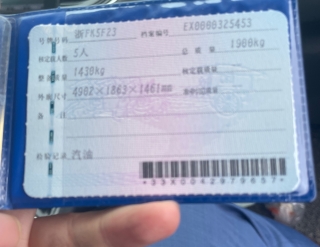 号牌号码 浙FK5F23 档案编号 EX0000325453
核定载人数 5人 总质量 1900kg
整备质量 1430kg 核定载质量
外廓尺寸 4902×1863×1461mm
备注
检验记录 汽油